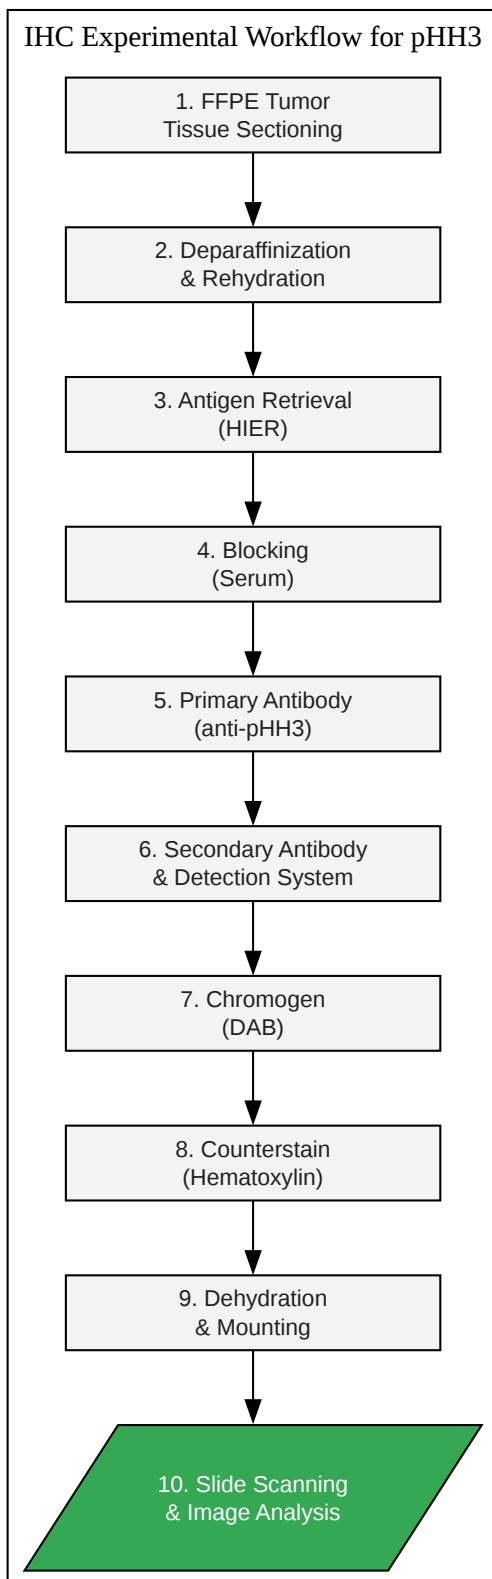 IHC Experimental Workflow for pHH3
1. FFPE Tumor
Tissue Sectioning
2. Deparaffinization
& Rehydration
3. Antigen Retrieval
(HIER)
4. Blocking
(Serum)
5. Primary Antibody
(anti-pHH3)
6. Secondary Antibody
& Detection System
7. Chromogen
(DAB)
8. Counterstain
(Hematoxylin)
9. Dehydration
& Mounting
10. Slide Scanning
& Image Analysis